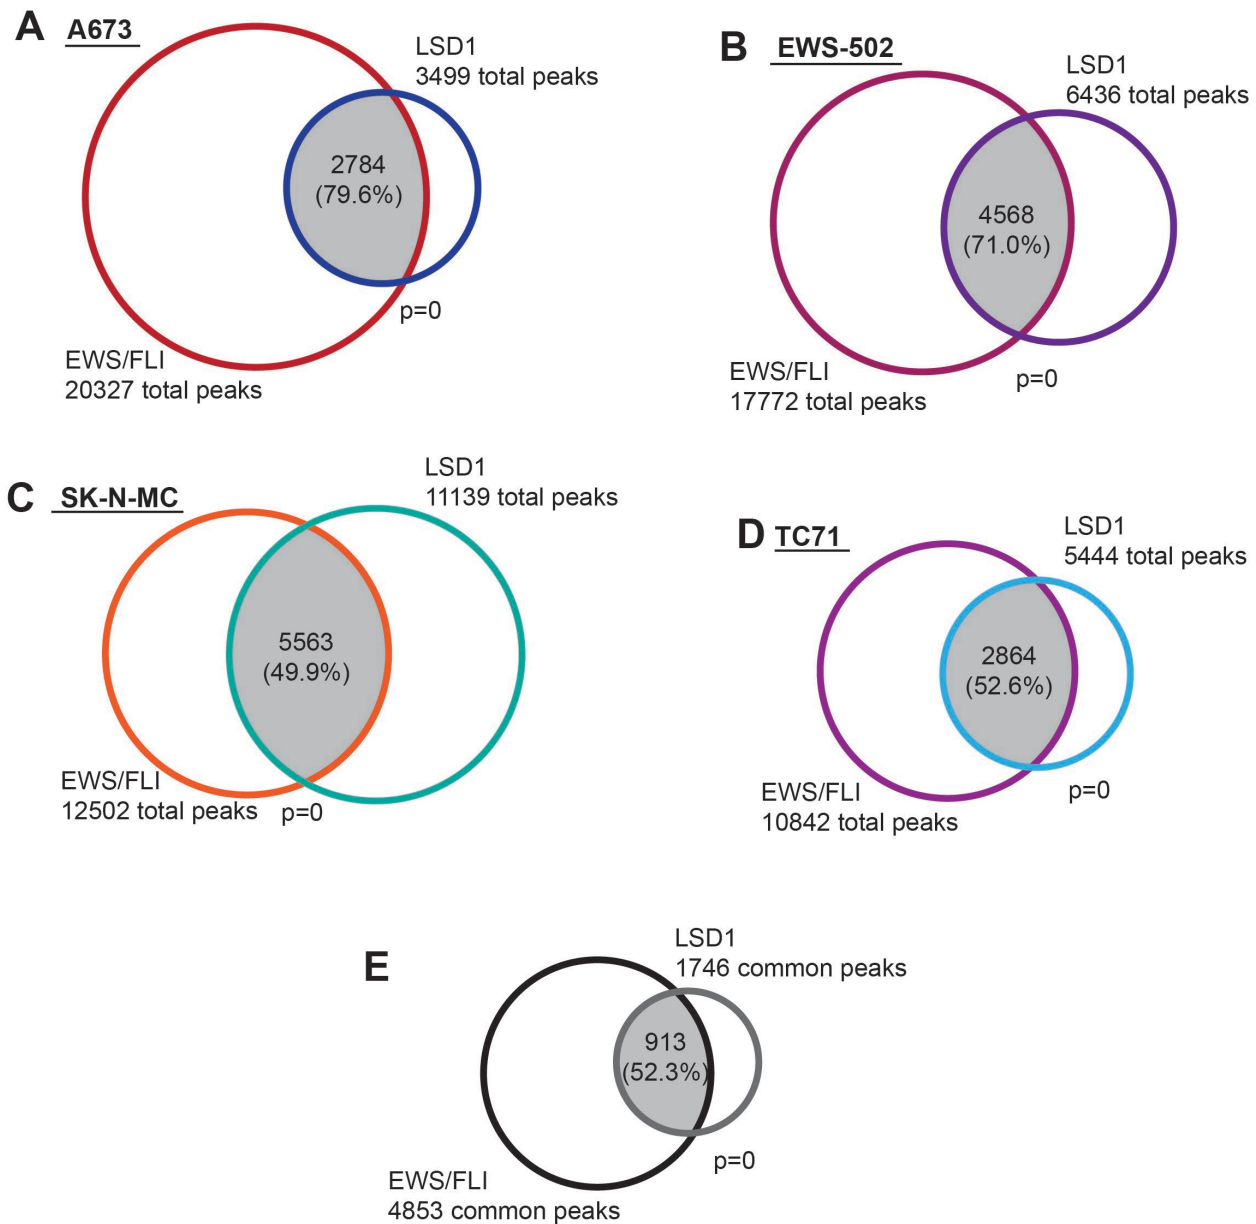 A A673
LSD1
3499 total peaks
2784
(79.6%)
p=0
EWS/FLI
20327 total peaks
B EWS-502
LSD1
6436 total peaks
4568
(71.0%)
p=0
EWS/FLI
17772 total peaks
C SK-N-MC
LSD1
11139 total peaks
5563
(49.9%)
EWS/FLI
12502 total peaks
p=0
D TC71
LSD1
5444 total peaks
2864
(52.6%)
p=0
EWS/FLI
10842 total peaks
E
LSD1
1746 common peaks
913
(52.3%)
p=0
EWS/FLI
4853 common peaks